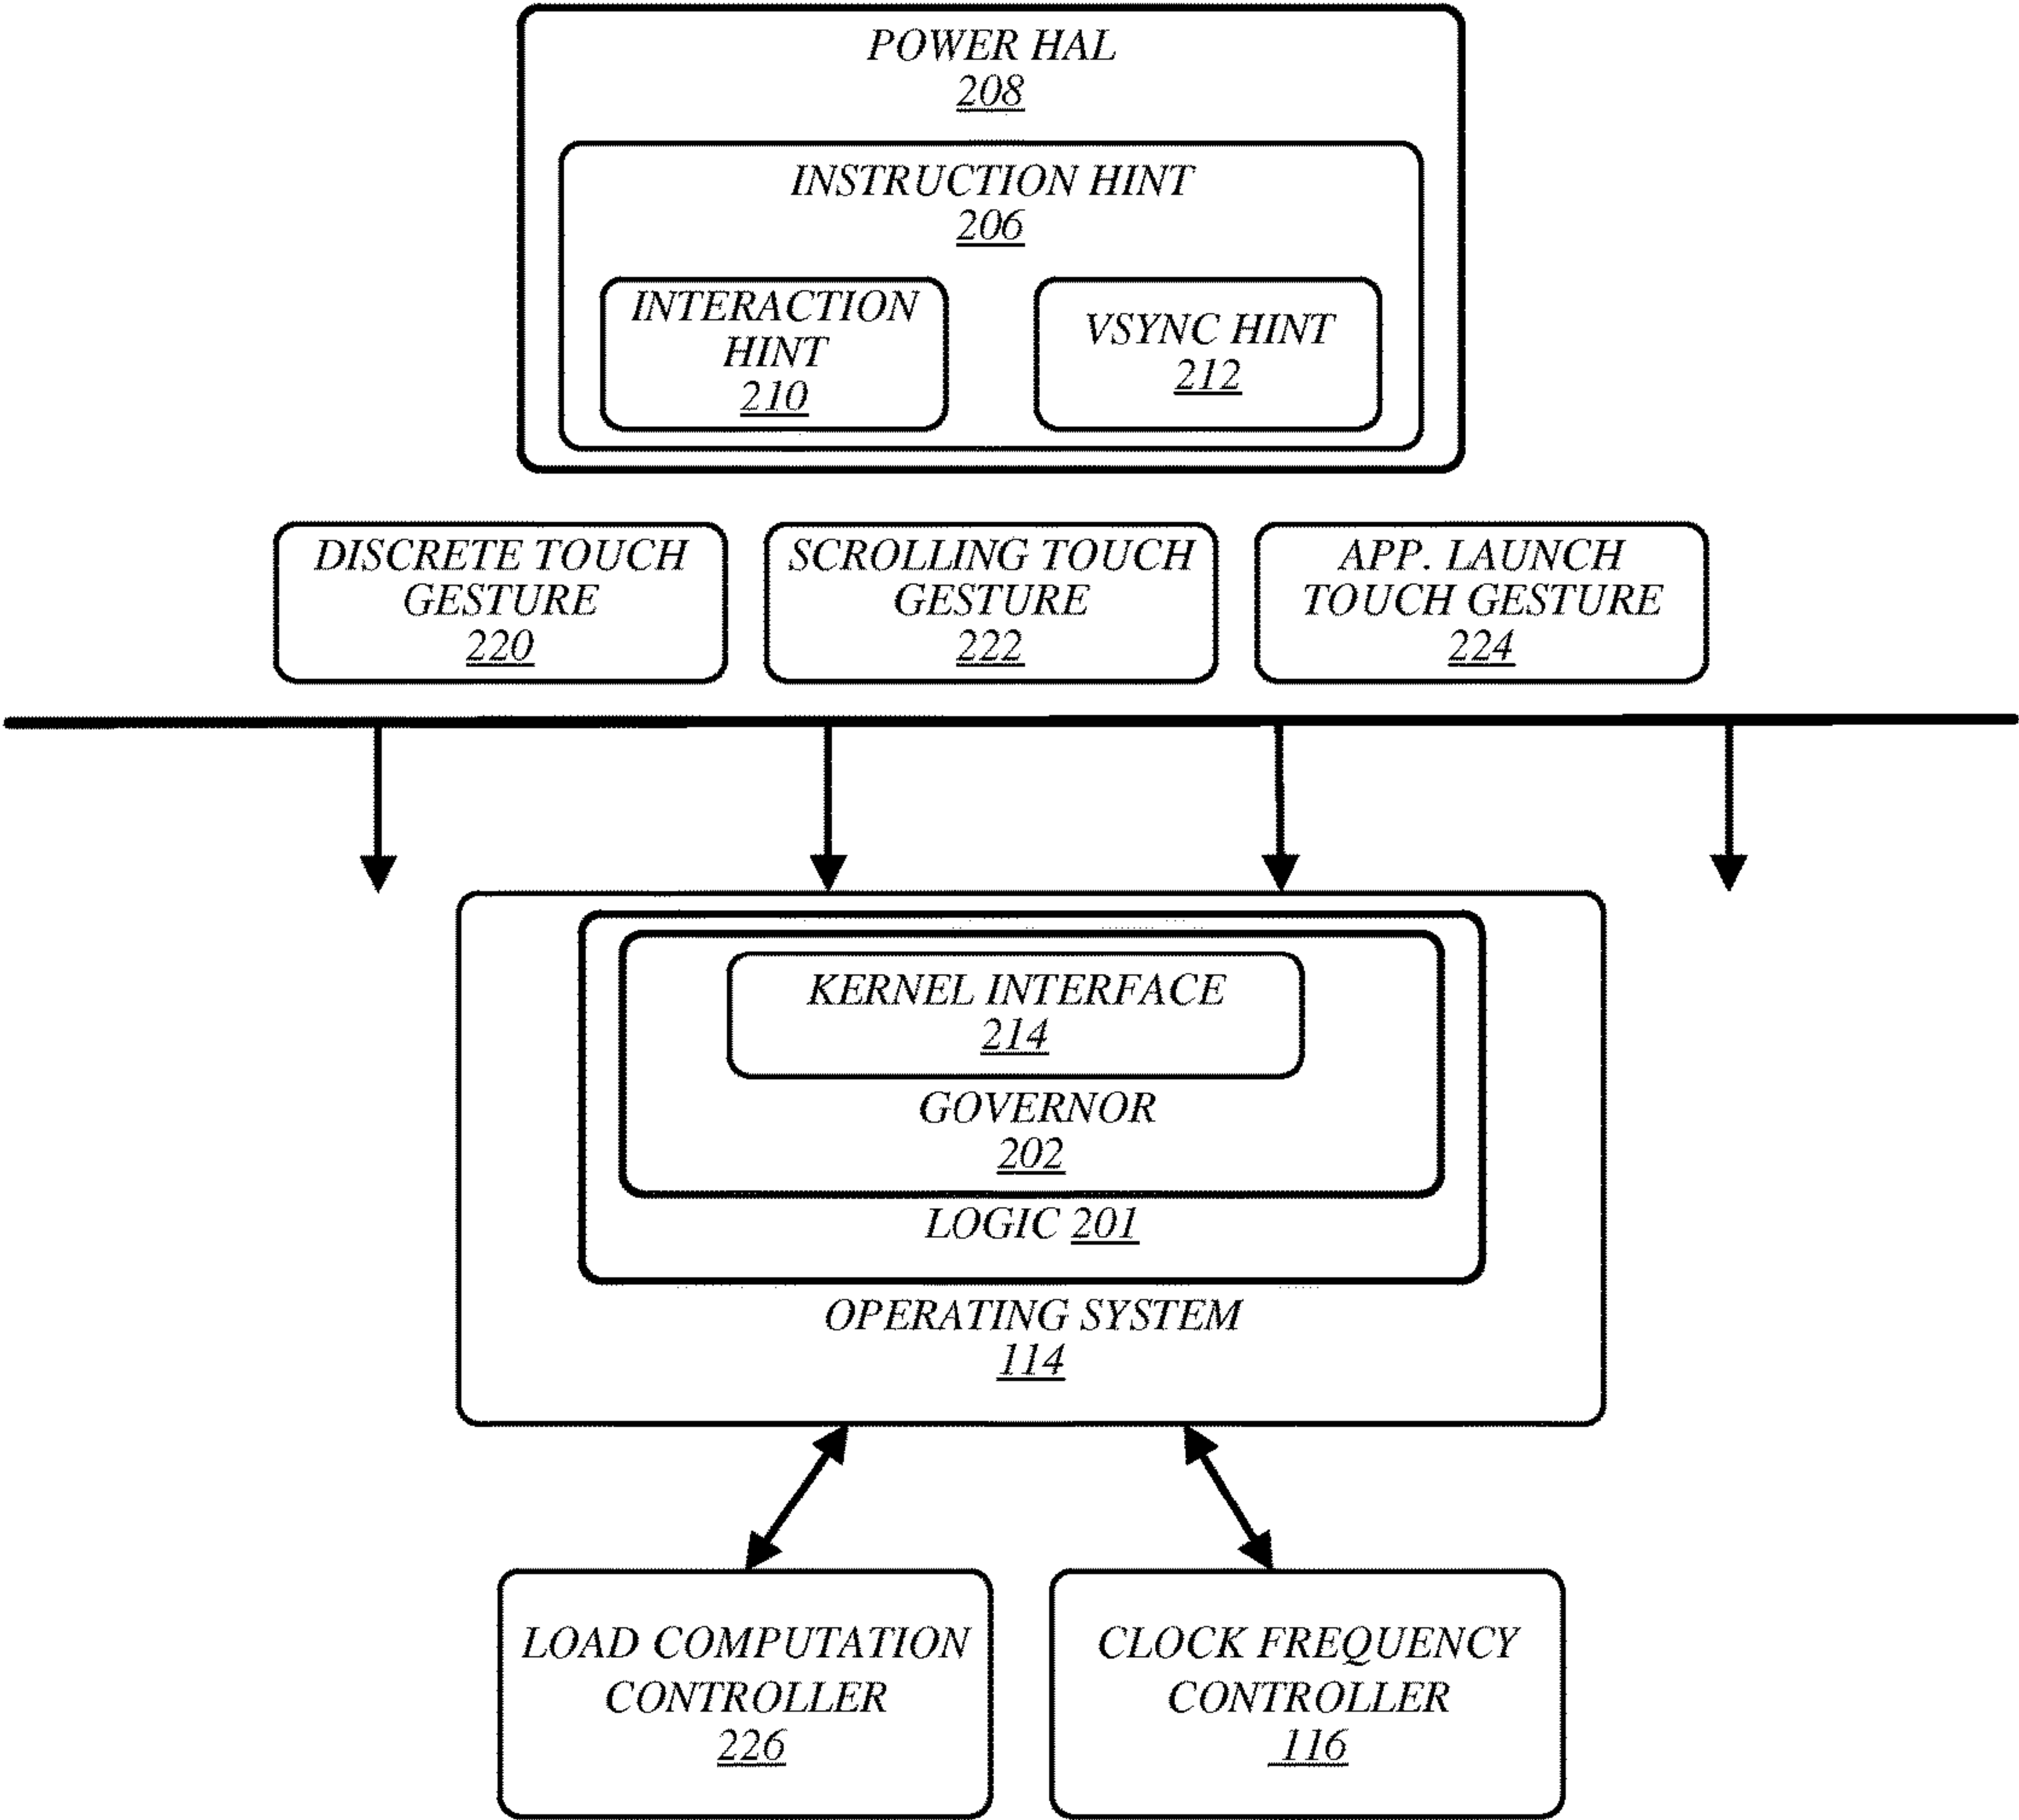 POWER HAL
208
INSTRUCTION HINT
206
INTERACTION
HINT
210
VSYNC HINT
212
DISCRETE TOUCH
GESTURE
220
SCROLLING TOUCH
GESTURE
222
APP. LAUNCH
TOUCH GESTURE
224
KERNEL INTERFACE
214
GOVERNOR
202
LOGIC 201
OPERATING SYSTEM
114
LOAD COMPUTATION
CONTROLLER
226
CLOCK FREQUENCY
CONTROLLER
116